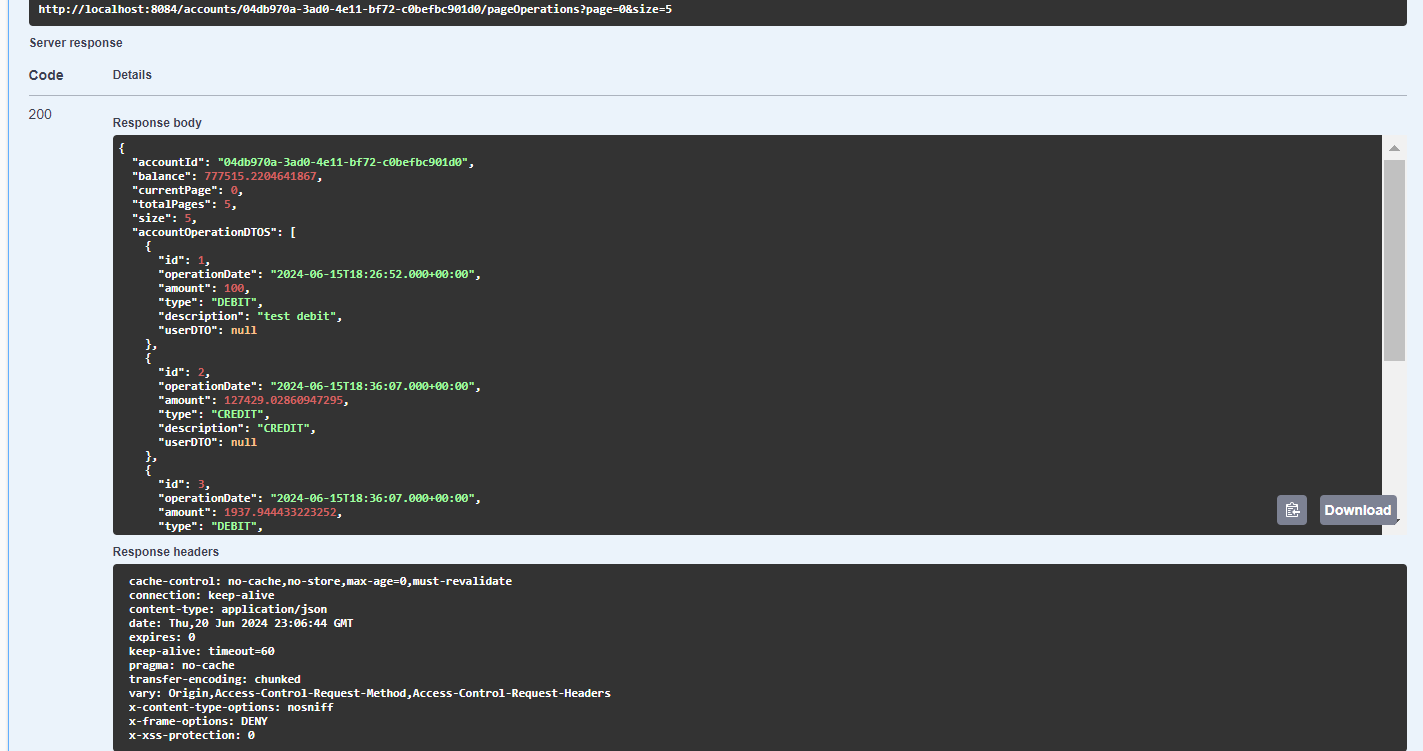 http://localhost:8084/accounts/04db970a-3ad0-4e11-bf72-c0befbc901d0/pageOperations?page=0&size=5
Server response
Code Details
200
Response body
{
  "accountId": "04db970a-3ad0-4e11-bf72-c0befbc901d0",
  "balance": 777515.2204641867,
  "currentPage": 0,
  "totalPages": 5,
  "size": 5,
  "accountOperationDTOS": [
    {
      "id": 1,
      "operationDate": "2024-06-15T18:26:52.000+00:00",
      "amount": 100,
      "type": "DEBIT",
      "description": "test debit",
      "userDTO": null
    },
    {
      "id": 2,
      "operationDate": "2024-06-15T18:36:07.000+00:00",
      "amount": 127429.02860947295,
      "type": "CREDIT",
      "description": "CREDIT",
      "userDTO": null
    },
    {
      "id": 3,
      "operationDate": "2024-06-15T18:36:07.000+00:00",
      "amount": 1937.944433223252,
      "type": "DEBIT",
Download
Response headers
cache-control: no-cache,no-store,max-age=0,must-revalidate
connection: keep-alive
content-type: application/json
date: Thu,20 Jun 2024 23:06:44 GMT
expires: 0
keep-alive: timeout=60
pragma: no-cache
transfer-encoding: chunked
vary: Origin,Access-Control-Request-Method,Access-Control-Request-Headers
x-content-type-options: nosniff
x-frame-options: DENY
x-xss-protection: 0